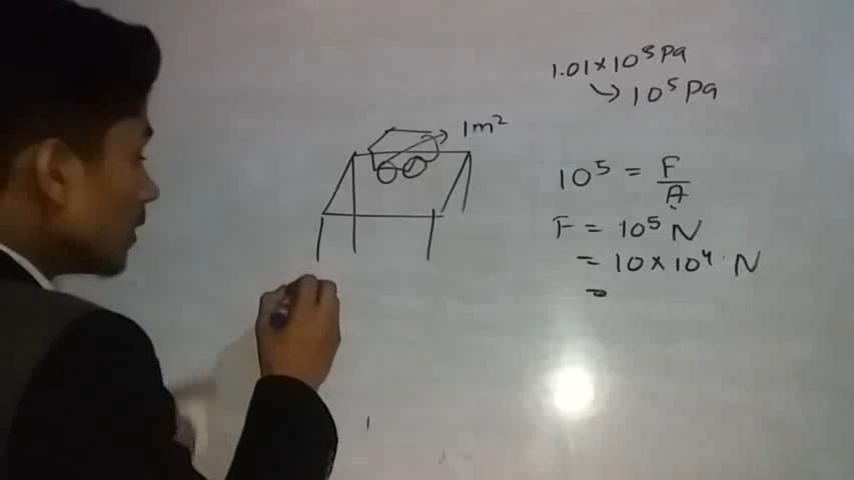 1.01×10⁵ Pa
↳ 10⁵ Pa
1m²
10⁵ = F/A
F = 10⁵ N
= 10×10⁴ N
=